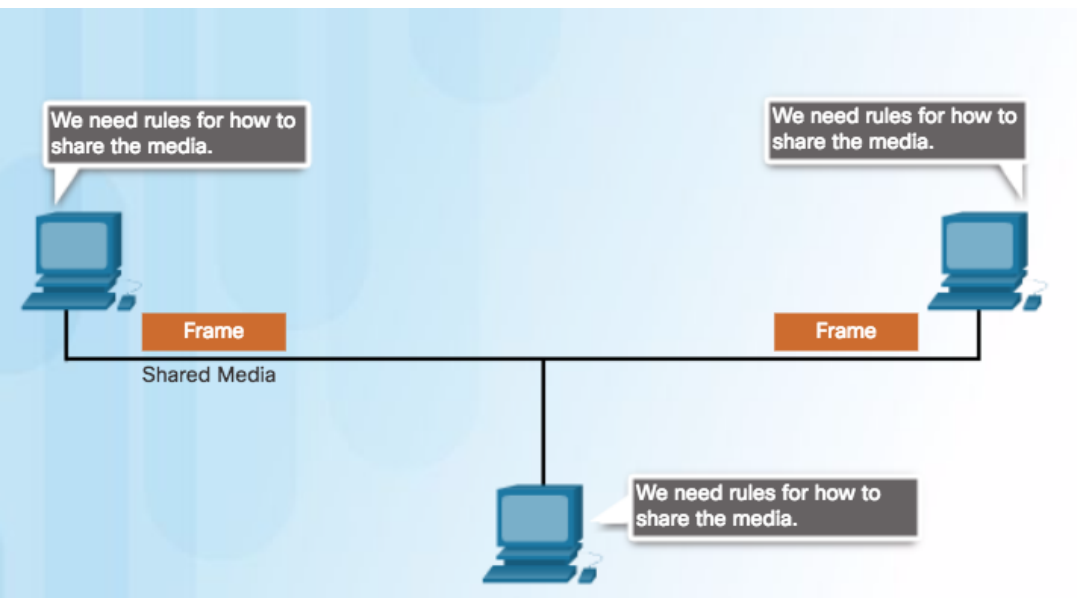 We need rules for how to
share the media.
We need rules for how to
share the media.
Frame
Frame
Shared Media
We need rules for how to
share the media.